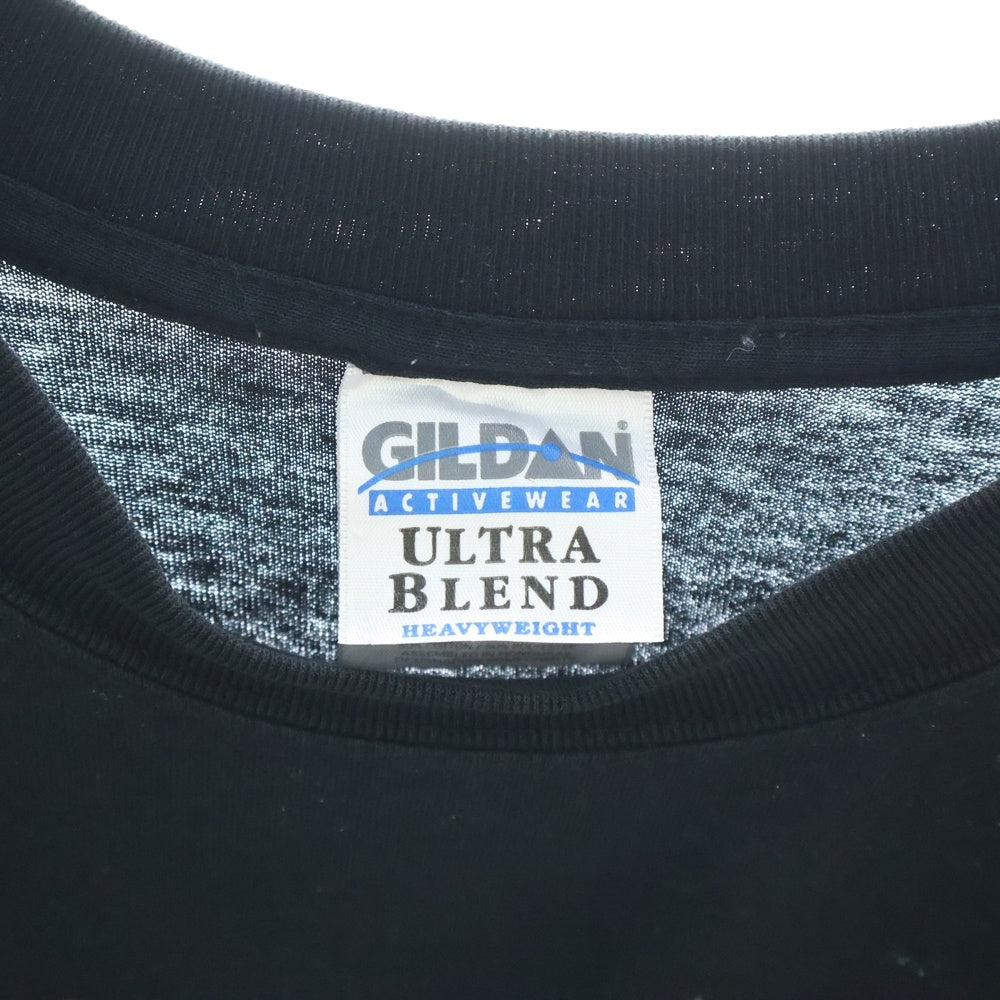 GILDAN®
ACTIVEWEAR
ULTRA
BLEND
HEAVYWEIGHT